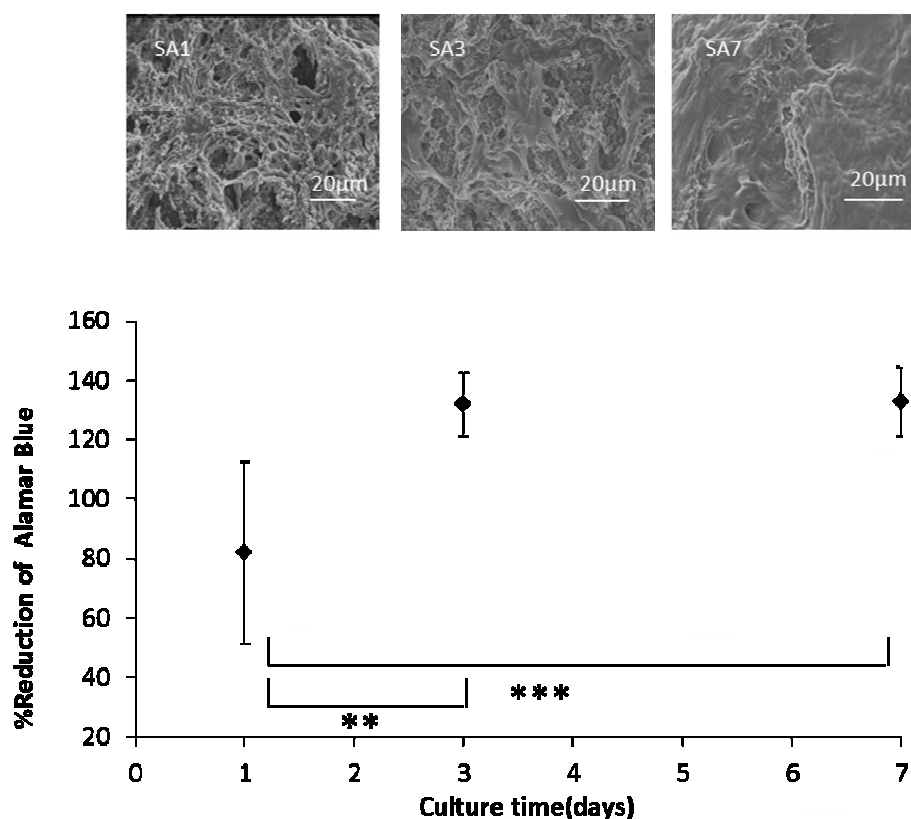 SA1
SA3
SA7
20µm
20µm
20µm
160
140
120
100
80
60
40
20
%Reduction of Alamar Blue
***
**
0 1 2 3 4 5 6 7
Culture time(days)